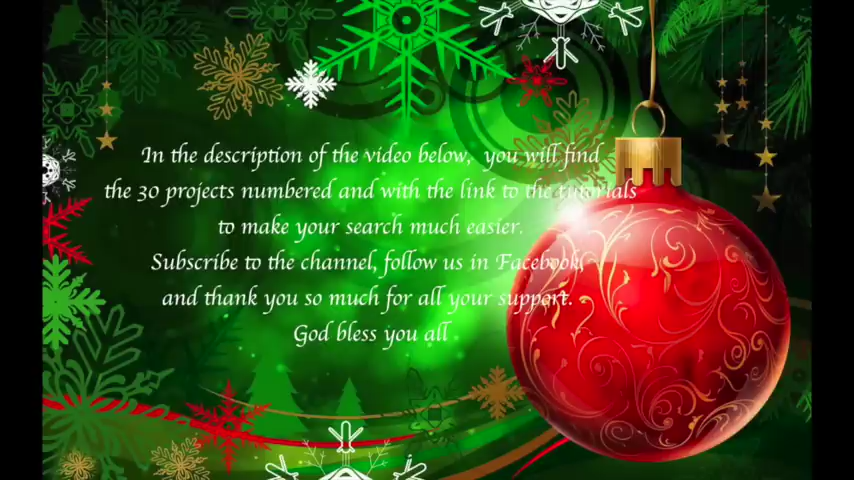 In the description of the video below, you will find
the 30 projects numbered and with the link to the tutorials
to make your search much easier.
Subscribe to the channel, follow us in Facebook,
and thank you so much for all your support.
God bless you all